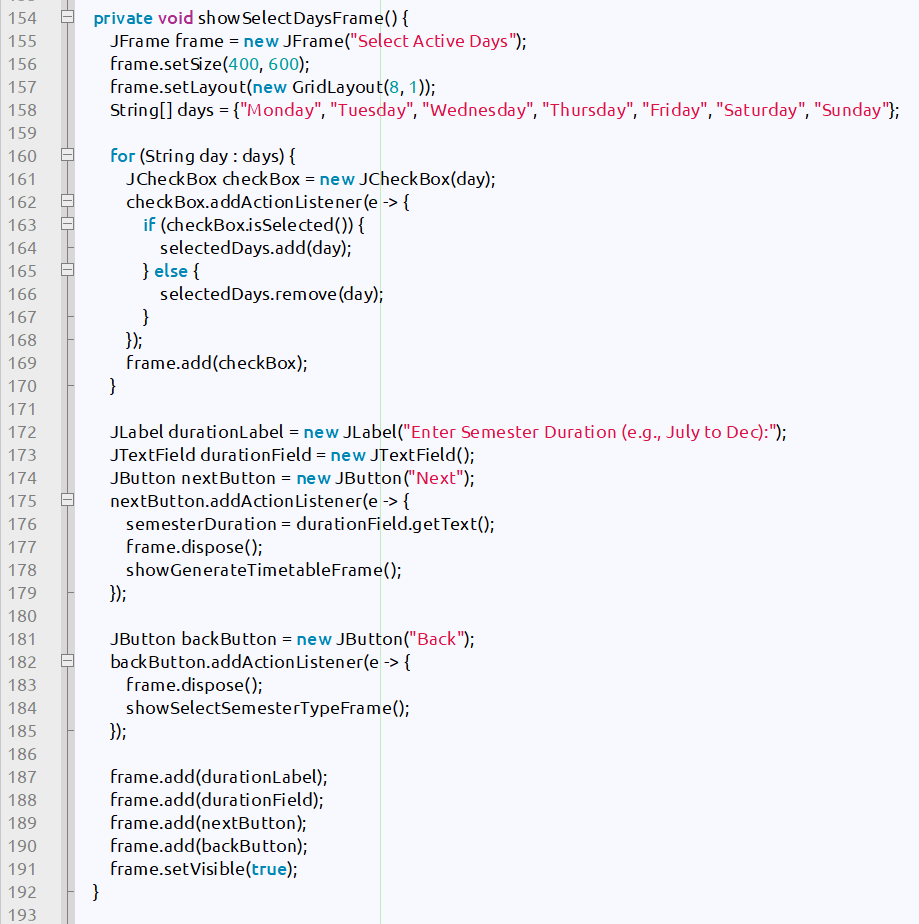 154 private void showSelectDaysFrame() {
155 JFrame frame = new JFrame("Select Active Days");
156 frame.setSize(400, 600);
157 frame.setLayout(new GridLayout(8, 1));
158 String[] days = {"Monday", "Tuesday", "Wednesday", "Thursday", "Friday", "Saturday", "Sunday"};
159
160 for (String day : days) {
161 JCheckBox checkBox = new JCheckBox(day);
162 checkBox.addActionListener(e -> {
163 if (checkBox.isSelected()) {
164 selectedDays.add(day);
165 } else {
166 selectedDays.remove(day);
167 }
168 });
169 frame.add(checkBox);
170 }
171
172 JLabel durationLabel = new JLabel("Enter Semester Duration (e.g., July to Dec):");
173 JTextField durationField = new JTextField();
174 JButton nextButton = new JButton("Next");
175 nextButton.addActionListener(e -> {
176 semesterDuration = durationField.getText();
177 frame.dispose();
178 showGenerateTimetableFrame();
179 });
180
181 JButton backButton = new JButton("Back");
182 backButton.addActionListener(e -> {
183 frame.dispose();
184 showSelectSemesterTypeFrame();
185 });
186
187 frame.add(durationLabel);
188 frame.add(durationField);
189 frame.add(nextButton);
190 frame.add(backButton);
191 frame.setVisible(true);
192 }
193